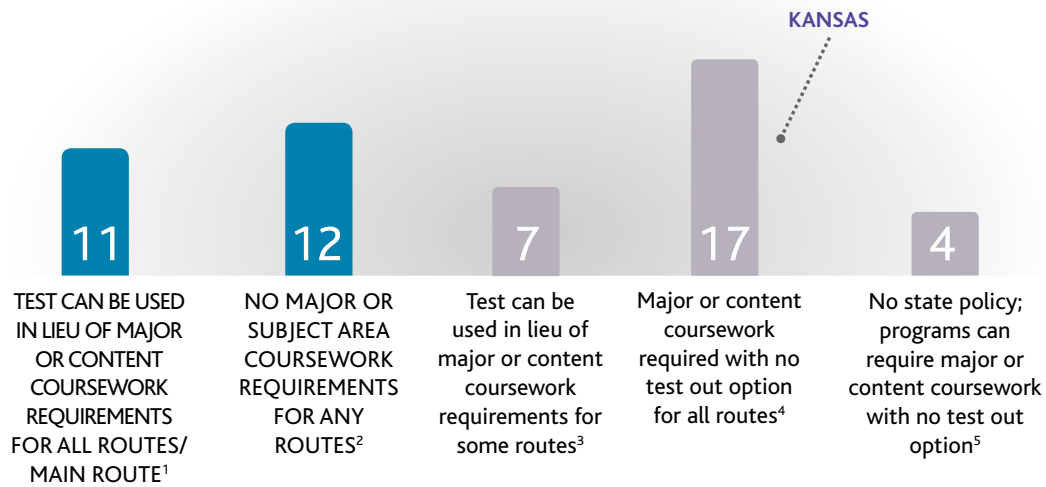 KANSAS
11
12
7
17
4
TEST CAN BE USED
IN LIEU OF MAJOR
OR CONTENT
COURSEWORK
REQUIREMENTS
FOR ALL ROUTES/
MAIN ROUTE¹
NO MAJOR OR
SUBJECT AREA
COURSEWORK
REQUIREMENTS
FOR ANY
ROUTES²
Test can be
used in lieu of
major or content
coursework
requirements for
some routes³
Major or content
coursework
required with no
test out option
for all routes⁴
No state policy;
programs can
require major or
content coursework
with no test out
option⁵